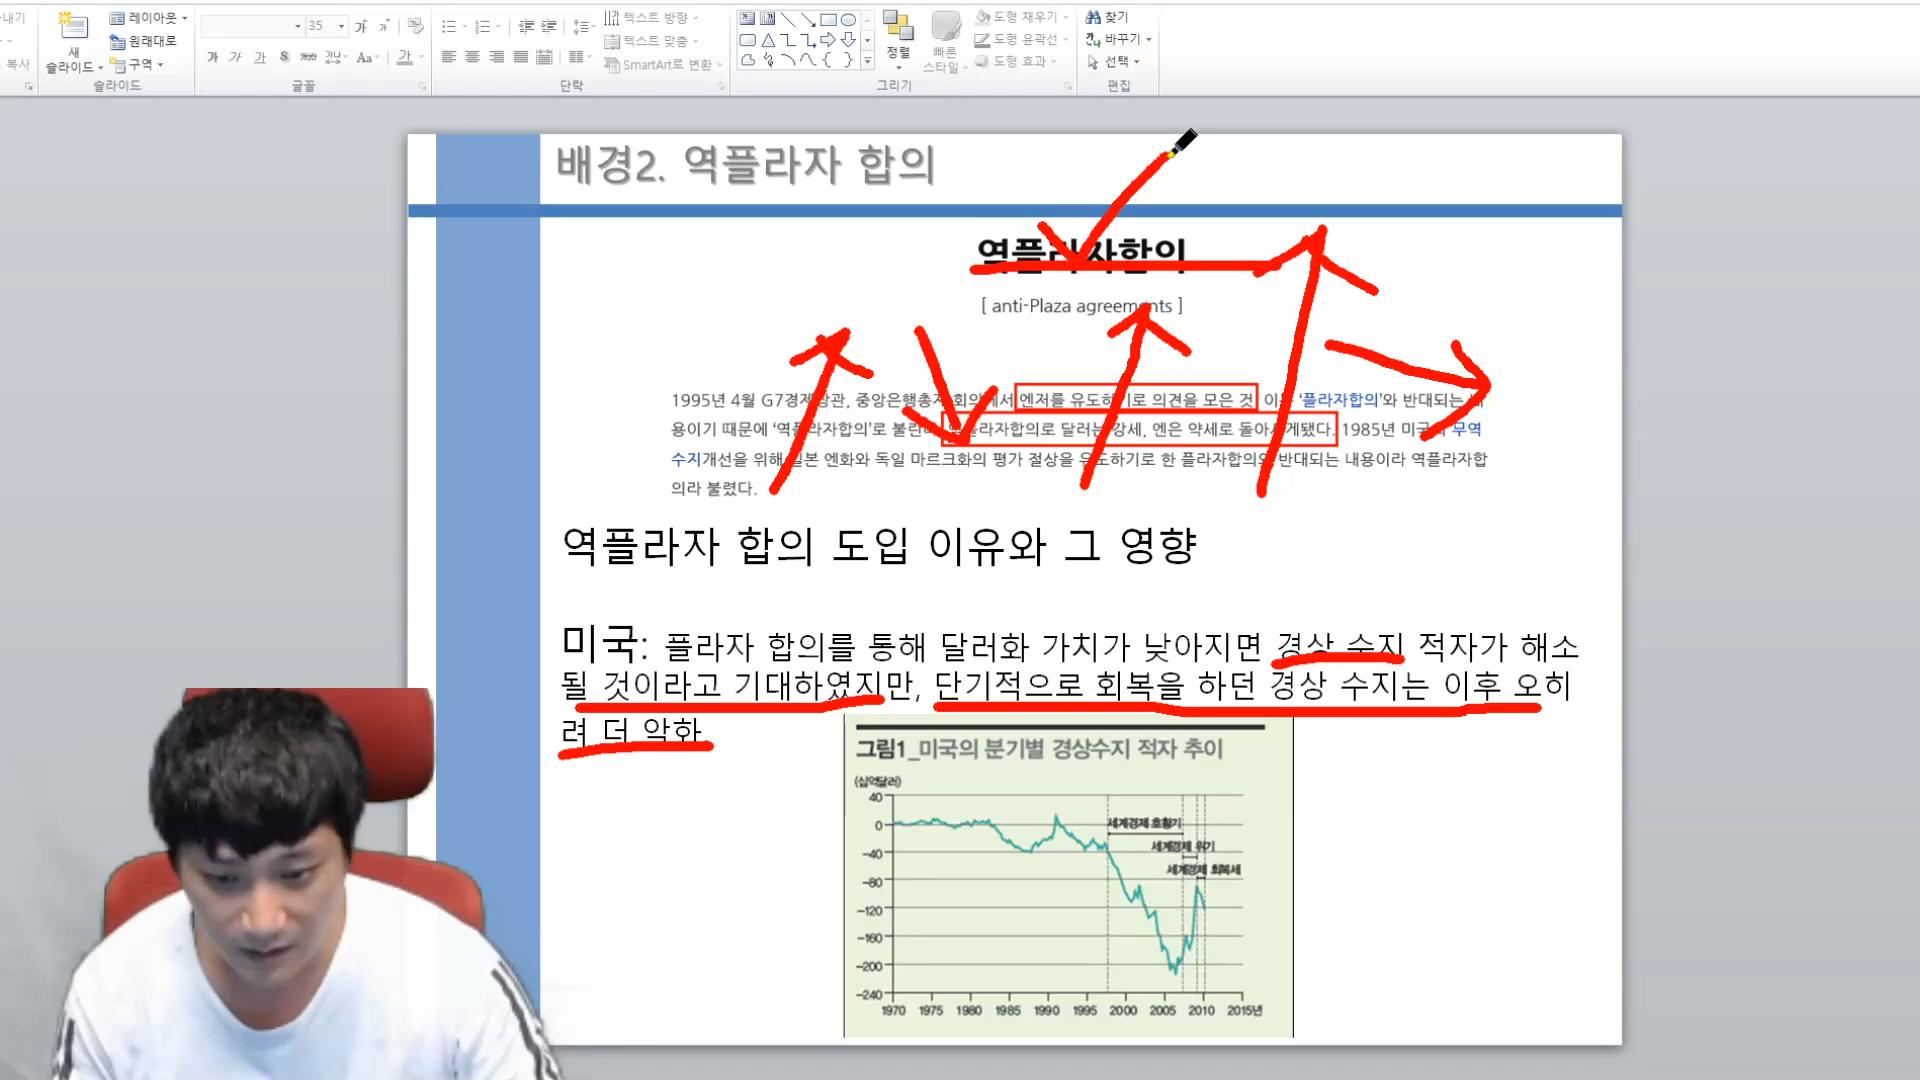 내기
레이아웃
35
텍스트 방향
도형 채우기
찾기
새
원래대로
텍스트 맞춤
정렬
빠른
도형 윤곽선
바꾸기
복사
슬라이드
구역
가 가 가 S Aa 가
SmartArt로 변환
스타일
도형 효과
선택
슬라이드
글꼴
단락
그리기
편집
배경2. 역플라자 합의
역플라자합의
[ anti-Plaza agreements ]
1995년 4월 G7경제장관, 중앙은행총재 회의에서 엔저를 유도하기로 의견을 모은 것 이는 ‘플라자합의’와 반대되는 내
용이기 때문에 ‘역플라자합의’로 불린다. 역플라자합의로 달러는 강세, 엔은 약세로 돌아서게됐다. 1985년 미국의 무역
수지개선을 위해 일본 엔화와 독일 마르크화의 평가 절상을 유도하기로 한 플라자합의와 반대되는 내용이라 역플라자합
의라 불렸다.
역플라자 합의 도입 이유와 그 영향
미국: 플라자 합의를 통해 달러화 가치가 낮아지면 경상 수지 적자가 해소
될 것이라고 기대하였지만, 단기적으로 회복을 하던 경상 수지는 이후 오히
려 더 악화
그림1_미국의 분기별 경상수지 적자 추이
(십억달러)
40
0
-40
-80
-120
-160
-200
-240
세계경제 호황기
세계경제 위기
세계경제 회복세
1970 1975 1980 1985 1990 1995 2000 2005 2010 2015년